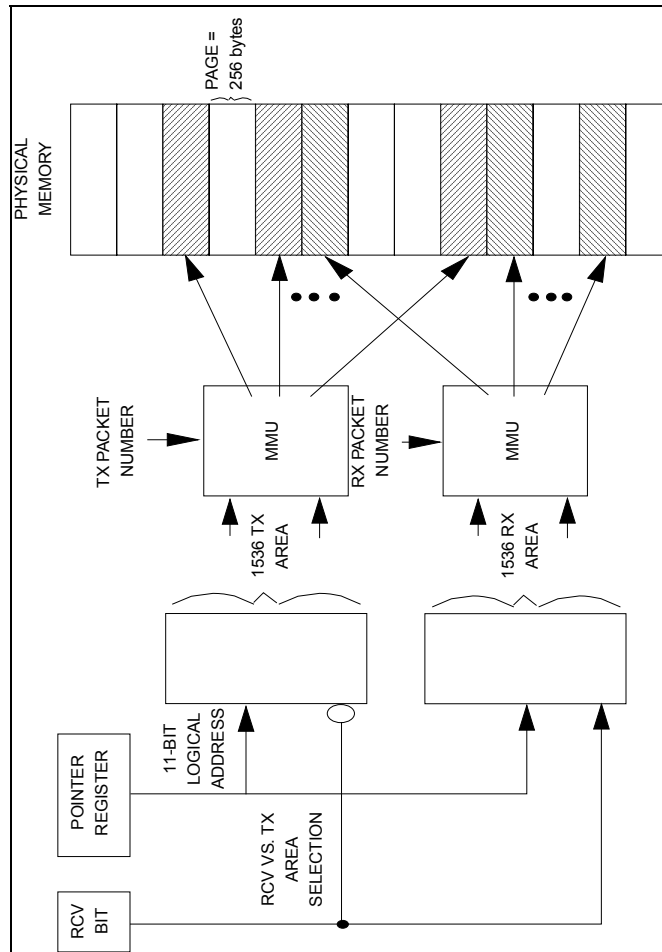 PHYSICAL
MEMORY
PAGE =
256 bytes
TX PACKET
NUMBER
MMU
RX PACKET
NUMBER
MMU
1536 TX
AREA
1536 RX
AREA
11-BIT
LOGICAL
ADDRESS
RCV VS. TX
AREA
SELECTION
POINTER
REGISTER
RCV
BIT